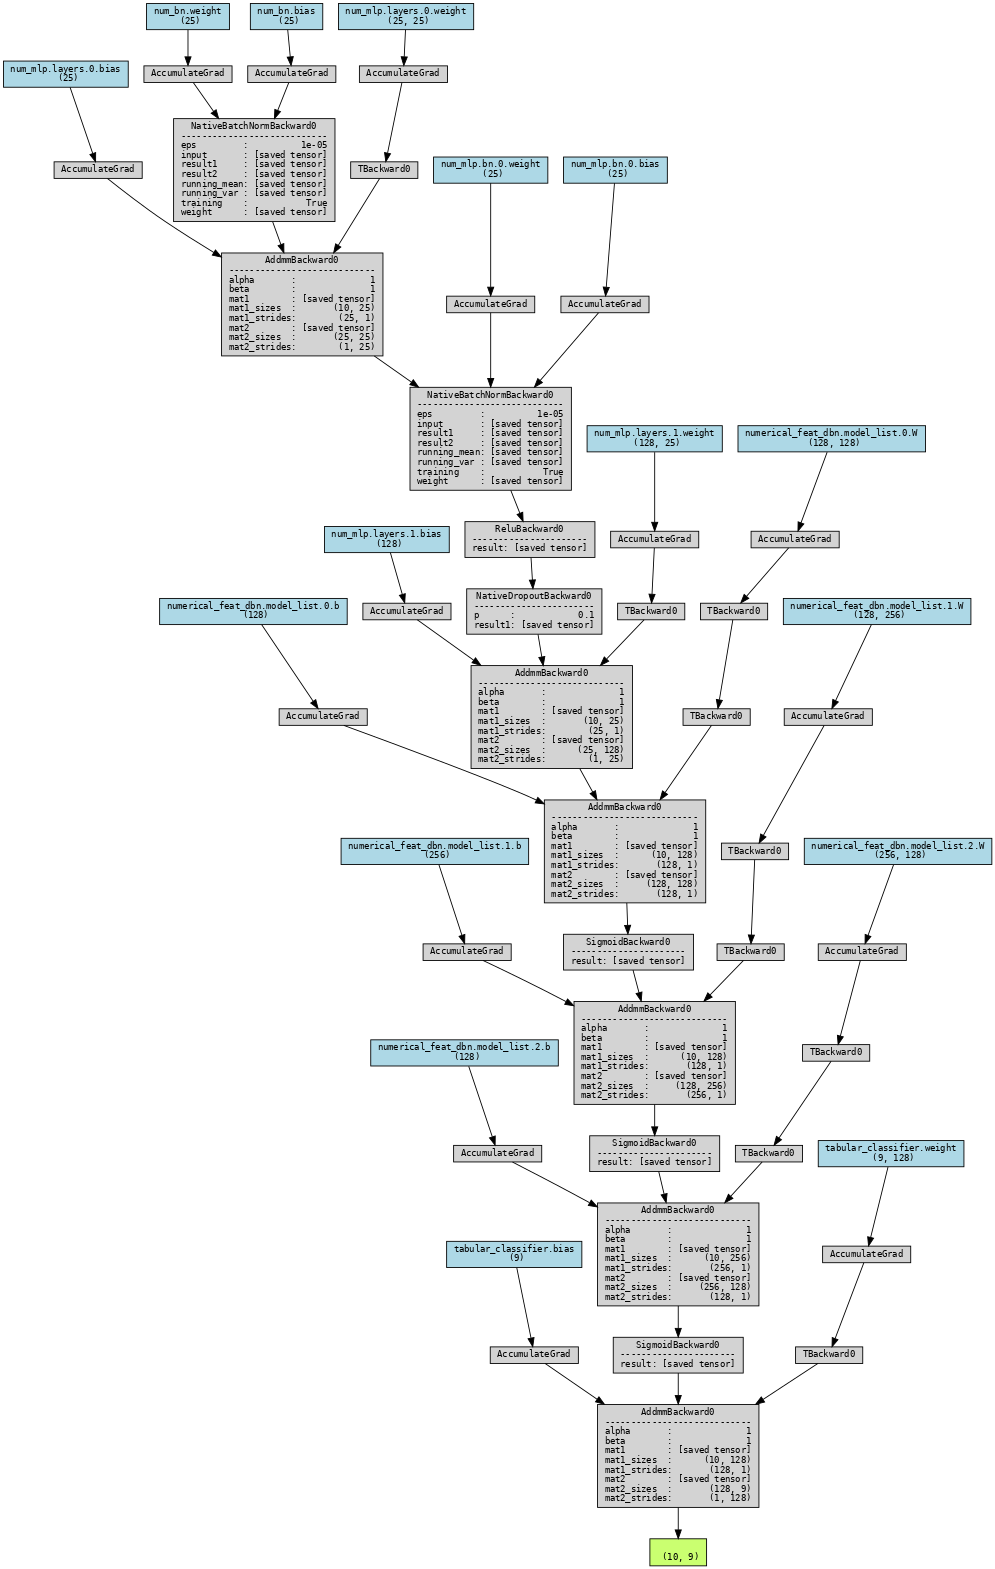 num_bn.weight
(25)
num_bn.bias
(25)
num_mlp.layers.0.weight
(25, 25)
num_mlp.layers.0.bias
(25)
AccumulateGrad
AccumulateGrad
AccumulateGrad
NativeBatchNormBackward0
----------------------------
eps         :          1e-05
input       : [saved tensor]
result1     : [saved tensor]
result2     : [saved tensor]
running_mean: [saved tensor]
running_var : [saved tensor]
training    :           True
weight      : [saved tensor]
AccumulateGrad
TBackward0
num_mlp.bn.0.weight
(25)
num_mlp.bn.0.bias
(25)
AddmmBackward0
----------------------------
alpha       :              1
beta        :              1
mat1        : [saved tensor]
mat1_sizes  :       (10, 25)
mat1_strides:        (25, 1)
mat2        : [saved tensor]
mat2_sizes  :       (25, 25)
mat2_strides:        (1, 25)
AccumulateGrad
AccumulateGrad
NativeBatchNormBackward0
----------------------------
eps         :          1e-05
input       : [saved tensor]
result1     : [saved tensor]
result2     : [saved tensor]
running_mean: [saved tensor]
running_var : [saved tensor]
training    :           True
weight      : [saved tensor]
num_mlp.layers.1.weight
(128, 25)
numerical_feat_dbn.model_list.0.W
(128, 128)
ReluBackward0
----------------------
result: [saved tensor]
num_mlp.layers.1.bias
(128)
AccumulateGrad
AccumulateGrad
NativeDropoutBackward0
-----------------------
p      :            0.1
result1: [saved tensor]
numerical_feat_dbn.model_list.0.b
(128)
AccumulateGrad
TBackward0
TBackward0
numerical_feat_dbn.model_list.1.W
(128, 256)
AddmmBackward0
----------------------------
alpha       :              1
beta        :              1
mat1        : [saved tensor]
mat1_sizes  :       (10, 25)
mat1_strides:        (25, 1)
mat2        : [saved tensor]
mat2_sizes  :      (25, 128)
mat2_strides:        (1, 25)
AccumulateGrad
TBackward0
AccumulateGrad
AddmmBackward0
----------------------------
alpha       :              1
beta        :              1
mat1        : [saved tensor]
mat1_sizes  :      (10, 128)
mat1_strides:       (128, 1)
mat2        : [saved tensor]
mat2_sizes  :     (128, 128)
mat2_strides:       (128, 1)
numerical_feat_dbn.model_list.1.b
(256)
TBackward0
numerical_feat_dbn.model_list.2.W
(256, 128)
SigmoidBackward0
----------------------
result: [saved tensor]
AccumulateGrad
TBackward0
AccumulateGrad
AddmmBackward0
----------------------------
alpha       :              1
beta        :              1
mat1        : [saved tensor]
mat1_sizes  :      (10, 128)
mat1_strides:       (128, 1)
mat2        : [saved tensor]
mat2_sizes  :     (128, 256)
mat2_strides:       (256, 1)
numerical_feat_dbn.model_list.2.b
(128)
TBackward0
SigmoidBackward0
----------------------
result: [saved tensor]
AccumulateGrad
TBackward0
tabular_classifier.weight
(9, 128)
AddmmBackward0
----------------------------
alpha       :              1
beta        :              1
mat1        : [saved tensor]
mat1_sizes  :      (10, 256)
mat1_strides:       (256, 1)
mat2        : [saved tensor]
mat2_sizes  :     (256, 128)
mat2_strides:       (128, 1)
tabular_classifier.bias
(9)
AccumulateGrad
SigmoidBackward0
----------------------
result: [saved tensor]
AccumulateGrad
TBackward0
AddmmBackward0
----------------------------
alpha       :              1
beta        :              1
mat1        : [saved tensor]
mat1_sizes  :      (10, 128)
mat1_strides:       (128, 1)
mat2        : [saved tensor]
mat2_sizes  :       (128, 9)
mat2_strides:       (1, 128)
(10, 9)